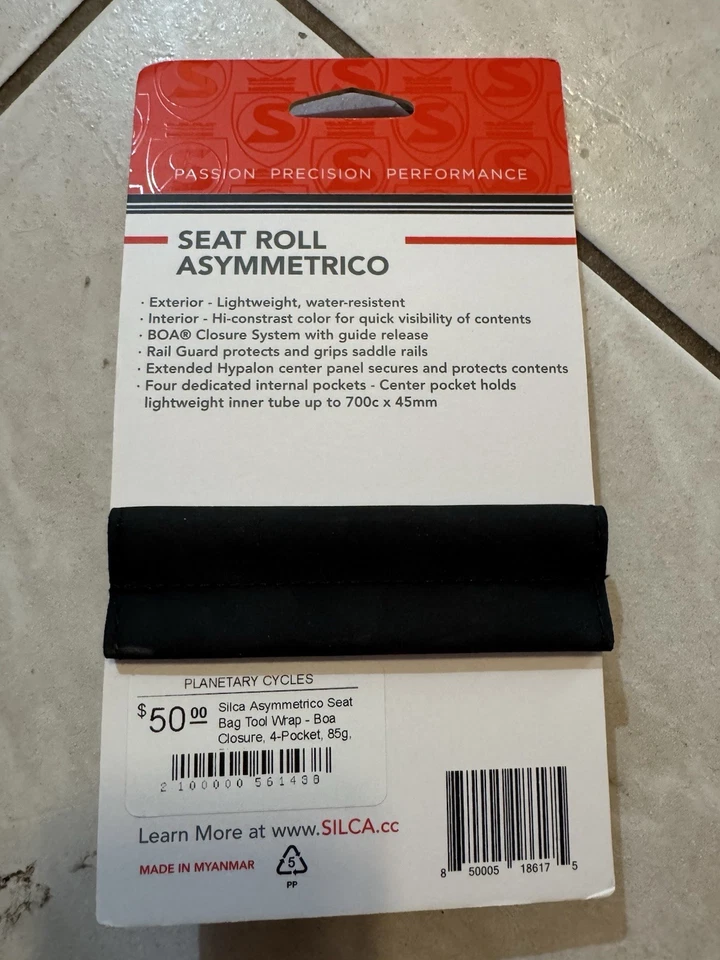 PASSION PRECISION PERFORMANCE
SEAT ROLL
ASYMMETRICO
· Exterior - Lightweight, water-resistent
· Interior - Hi-constrast color for quick visibility of contents
· BOA® Closure System with guide release
· Rail Guard protects and grips saddle rails
· Extended Hypalon center panel secures and protects contents
· Four dedicated internal pockets - Center pocket holds
lightweight inner tube up to 700c x 45mm
PLANETARY CYCLES
$50.00 Silca Asymmetrico Seat
Bag Tool Wrap - Boa
Closure, 4-Pocket, 85g,
2 100000 561438
Learn More at www.SILCA.cc
MADE IN MYANMAR
5
PP
8 50005 18617 5